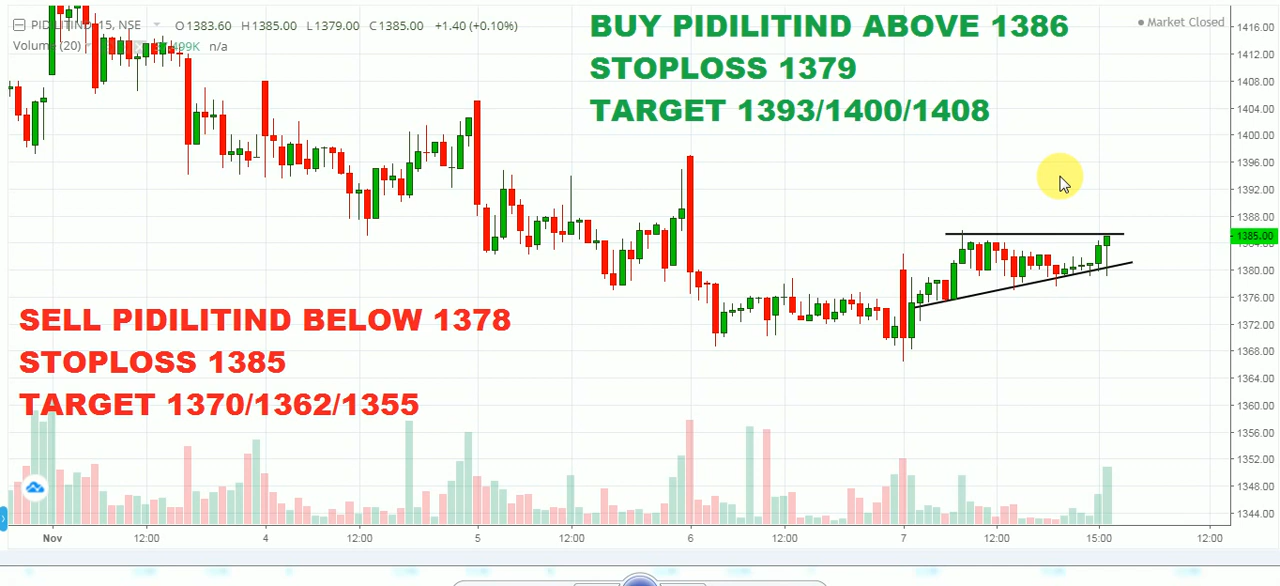 PIDILITIND, 15, NSE O1383.60 H1385.00 L1379.00 C1385.00 +1.40 (+0.10%)
Volume (20) n/a
BUY PIDILITIND ABOVE 1386
STOPLOSS 1379
TARGET 1393/1400/1408
Market Closed
SELL PIDILITIND BELOW 1378
STOPLOSS 1385
TARGET 1370/1362/1355
1416.00
1412.00
1408.00
1404.00
1400.00
1396.00
1392.00
1388.00
1385.00
1380.00
1376.00
1372.00
1368.00
1364.00
1360.00
1356.00
1352.00
1348.00
1344.00
Nov 12:00 4 12:00 5 12:00 6 12:00 7 12:00 15:00 12:00